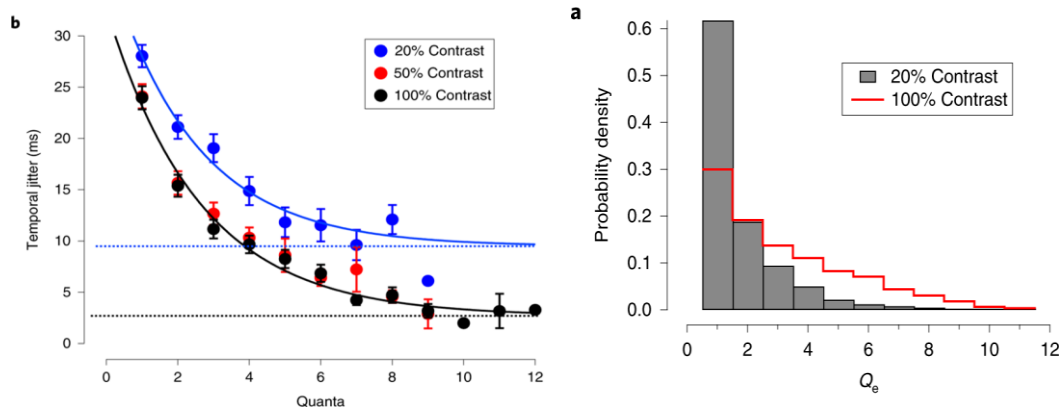 b
30
25
20
15
10
5
0
Temporal jitter (ms)
20% Contrast
50% Contrast
100% Contrast
0 2 4 6 8 10 12
Quanta
a
0.6
0.5
0.4
0.3
0.2
0.1
0.0
Probability density
20% Contrast
100% Contrast
0 2 4 6 8 10 12
Qe